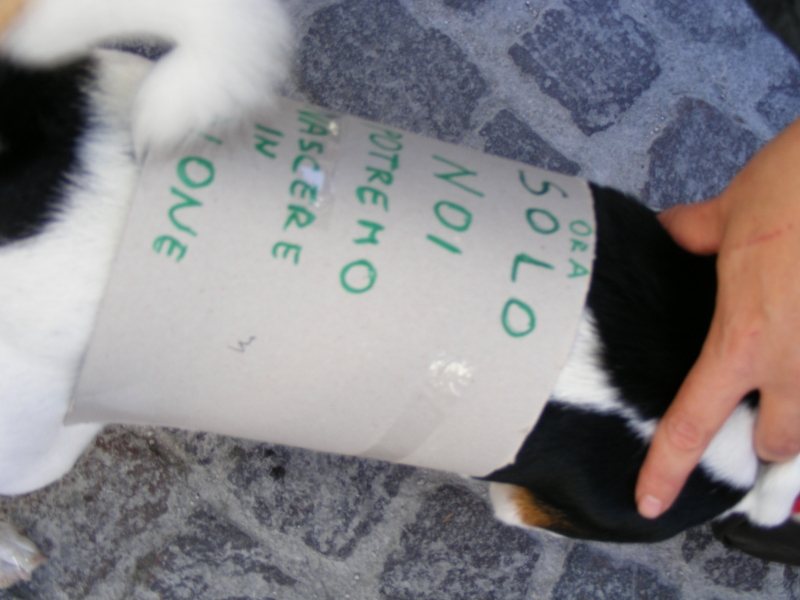 ORA
SOLO
NOI
POTREMO
NASCERE
IN